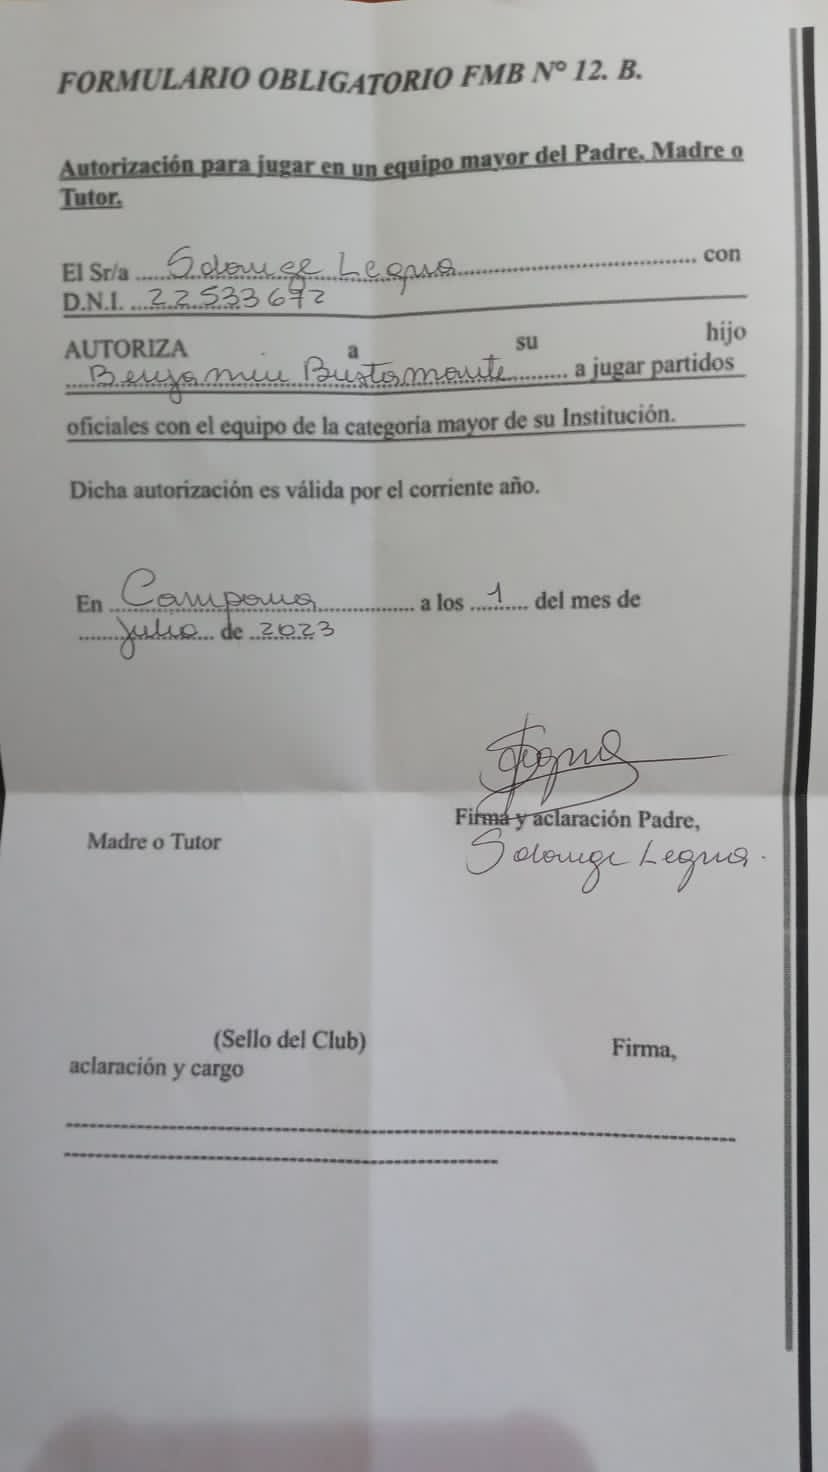 FORMULARIO OBLIGATORIO FMB Nº 12. B.
Autorización para jugar en un equipo mayor del Padre, Madre o
Tutor.
El Sr/a ..... Solange Legna ..... con
D.N.I. ... 22533672
AUTORIZA a su hijo
..... Benjamin Bustamante ..... a jugar partidos
oficiales con el equipo de la categoría mayor de su Institución.
Dicha autorización es válida por el corriente año.
En ..... Campana ..... a los ... 1 ... del mes de
..... Julio ... de ... 2023
Firma y aclaración Padre,
Madre o Tutor
Solange Legna.
(Sello del Club) Firma,
aclaración y cargo